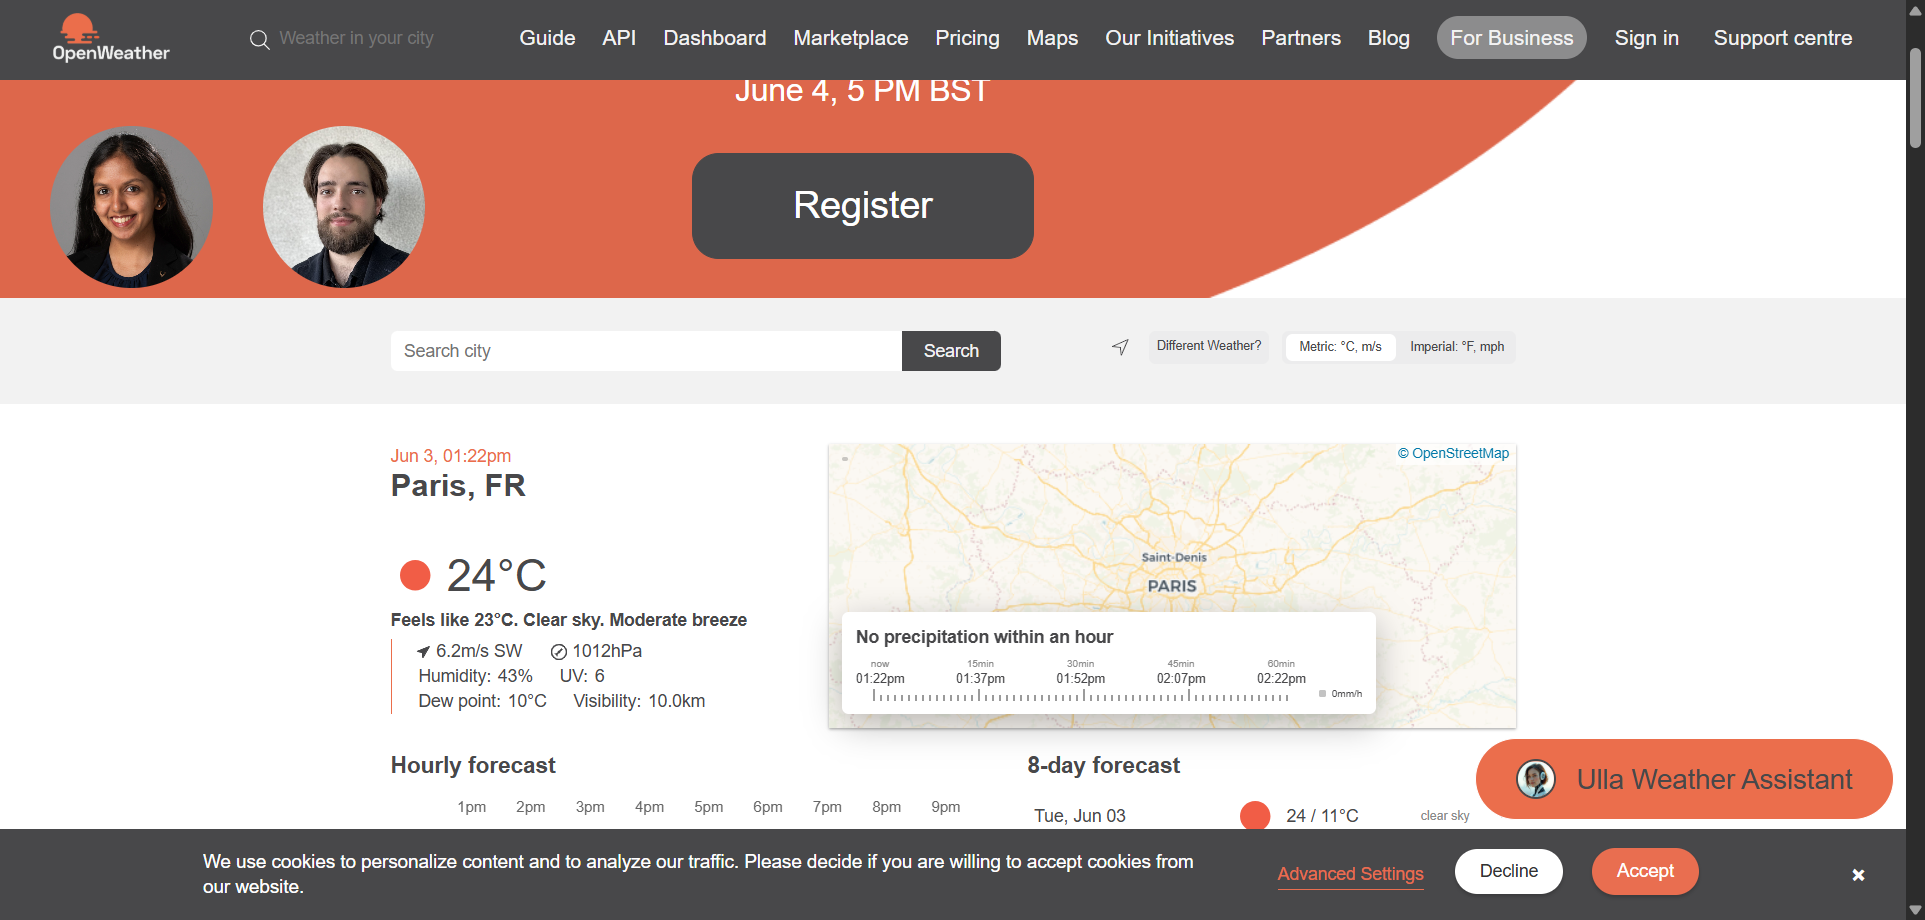 OpenWeather
Weather in your city
Guide
API
Dashboard
Marketplace
Pricing
Maps
Our Initiatives
Partners
Blog
For Business
Sign in
Support centre
June 4, 5 PM BST
Register
Search city
Search
Different Weather?
Metric: °C, m/s
Imperial: °F, mph
Jun 3, 01:22pm
Paris, FR
24°C
Feels like 23°C. Clear sky. Moderate breeze
6.2m/s SW 1012hPa
Humidity: 43% UV: 6
Dew point: 10°C Visibility: 10.0km
© OpenStreetMap
Saint-Denis
PARIS
No precipitation within an hour
now 15min 30min 45min 60min
01:22pm 01:37pm 01:52pm 02:07pm 02:22pm
0mm/h
Hourly forecast
1pm 2pm 3pm 4pm 5pm 6pm 7pm 8pm 9pm
8-day forecast
Tue, Jun 03 24 / 11°C clear sky
Ulla Weather Assistant
We use cookies to personalize content and to analyze our traffic. Please decide if you are willing to accept cookies from
our website.
Advanced Settings
Decline
Accept